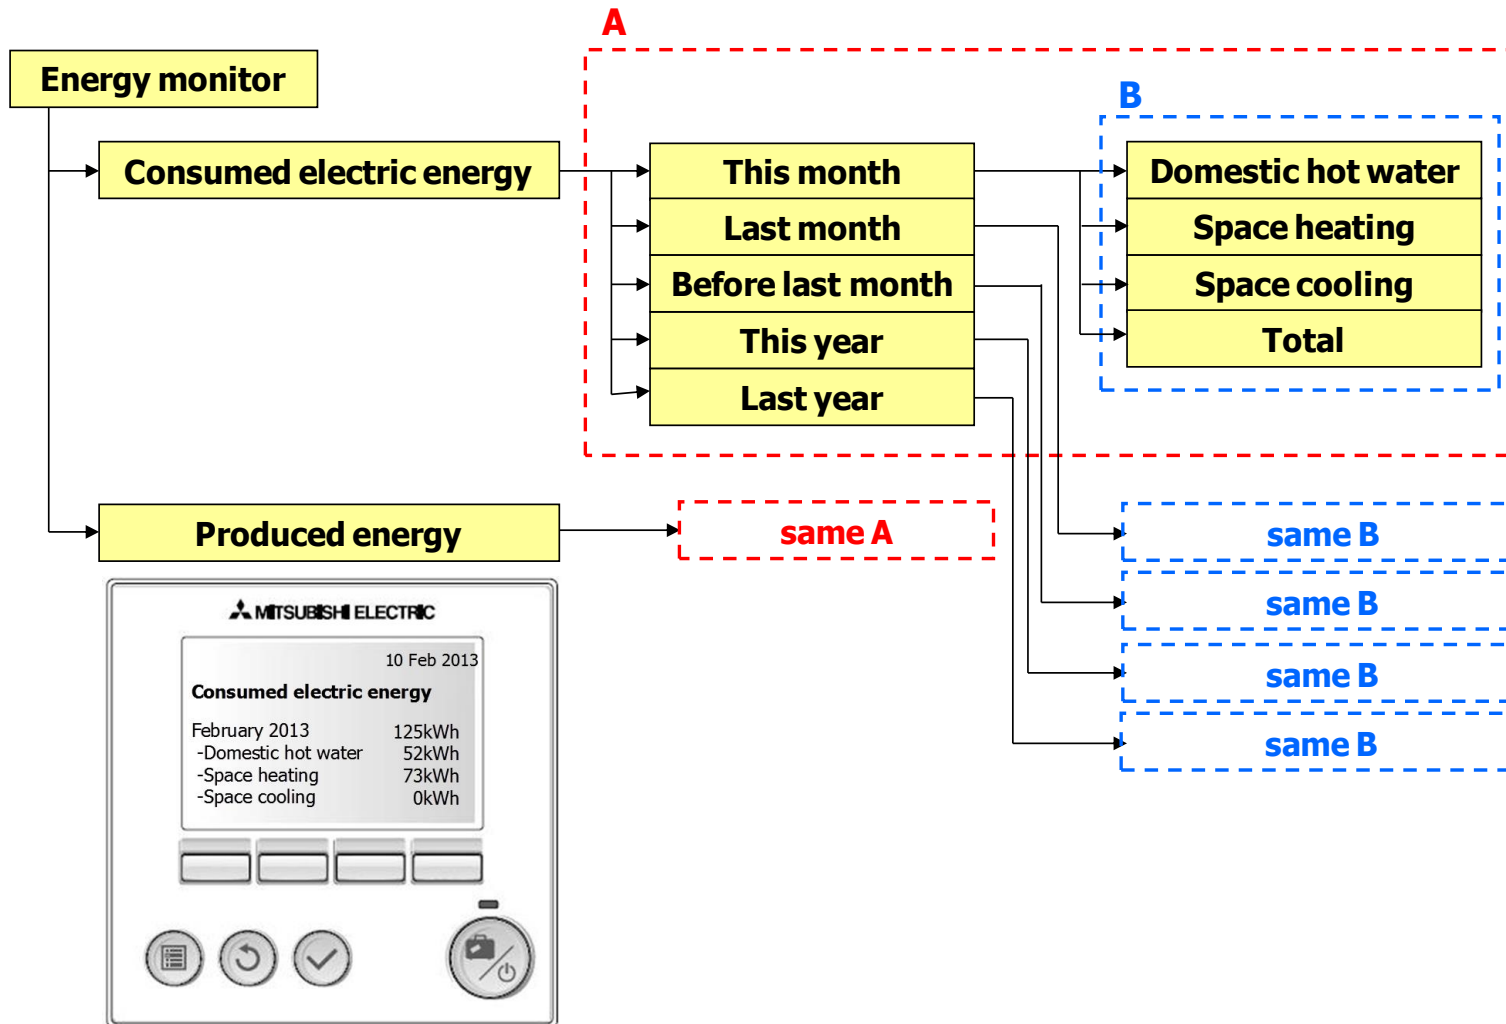 A
Energy monitor
B
Consumed electric energy
This month
Domestic hot water
Last month
Space heating
Before last month
Space cooling
This year
Total
Last year
Produced energy
same A
same B
same B
same B
same B
MITSUBISHI ELECTRIC
10 Feb 2013
Consumed electric energy
February 2013 125kWh
-Domestic hot water 52kWh
-Space heating 73kWh
-Space cooling 0kWh